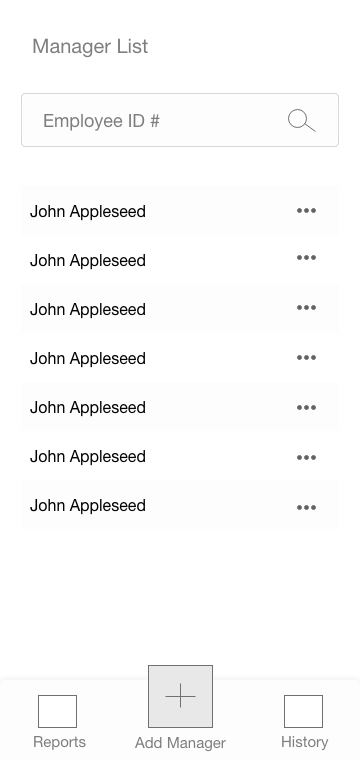 Manager List
Employee ID #
John Appleseed
John Appleseed
John Appleseed
John Appleseed
John Appleseed
John Appleseed
John Appleseed
Reports
Add Manager
History